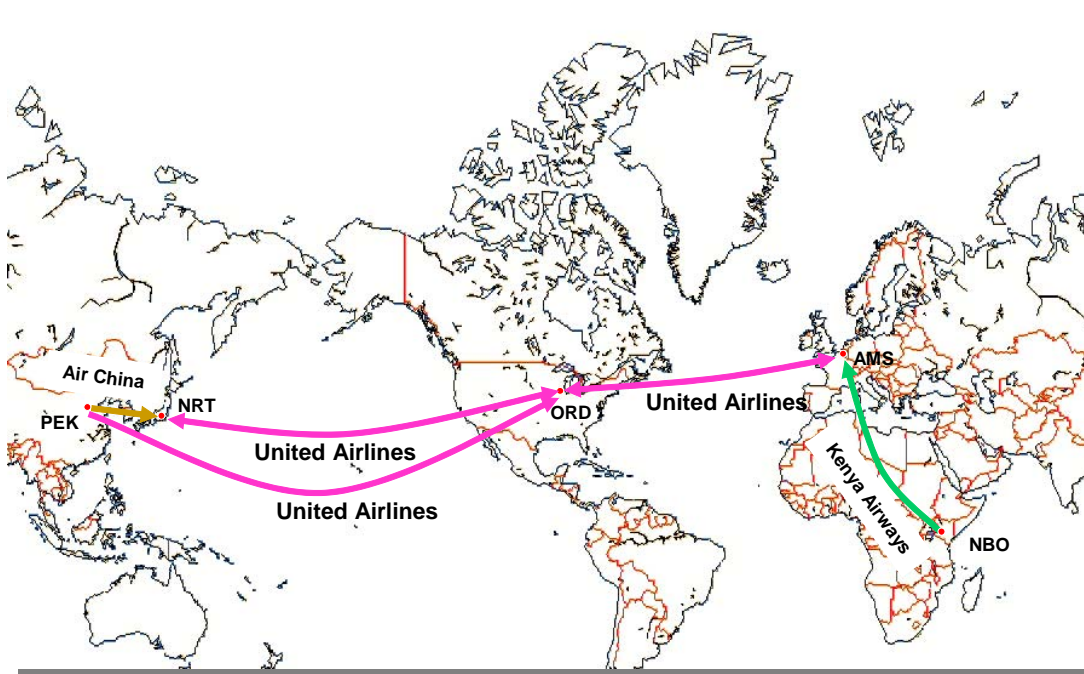 Air China
PEK
NRT
United Airlines
United Airlines
ORD
United Airlines
AMS
Kenya Airways
NBO